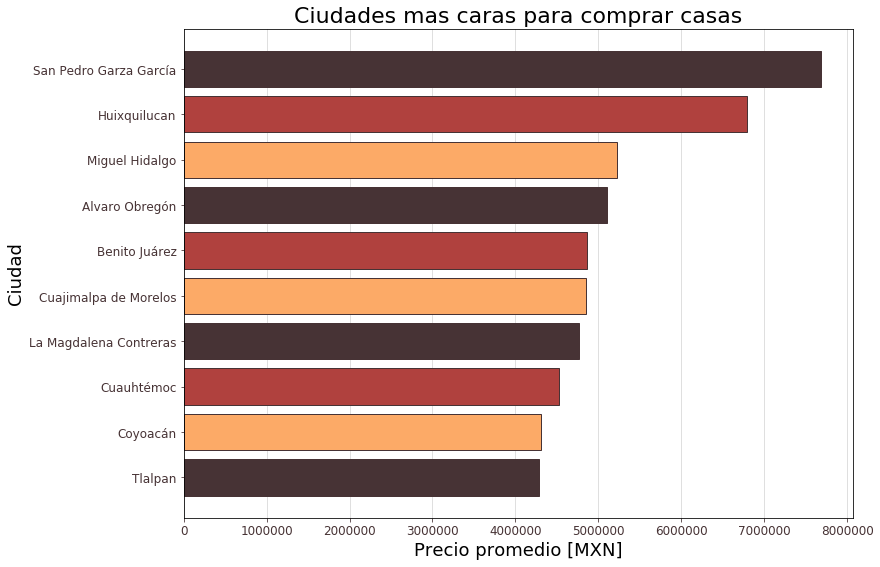 Ciudades mas caras para comprar casas
San Pedro Garza García
Huixquilucan
Miguel Hidalgo
Alvaro Obregón
Benito Juárez
Cuajimalpa de Morelos
La Magdalena Contreras
Cuauhtémoc
Coyoacán
Tlalpan
Ciudad
0 1000000 2000000 3000000 4000000 5000000 6000000 7000000 8000000
Precio promedio [MXN]